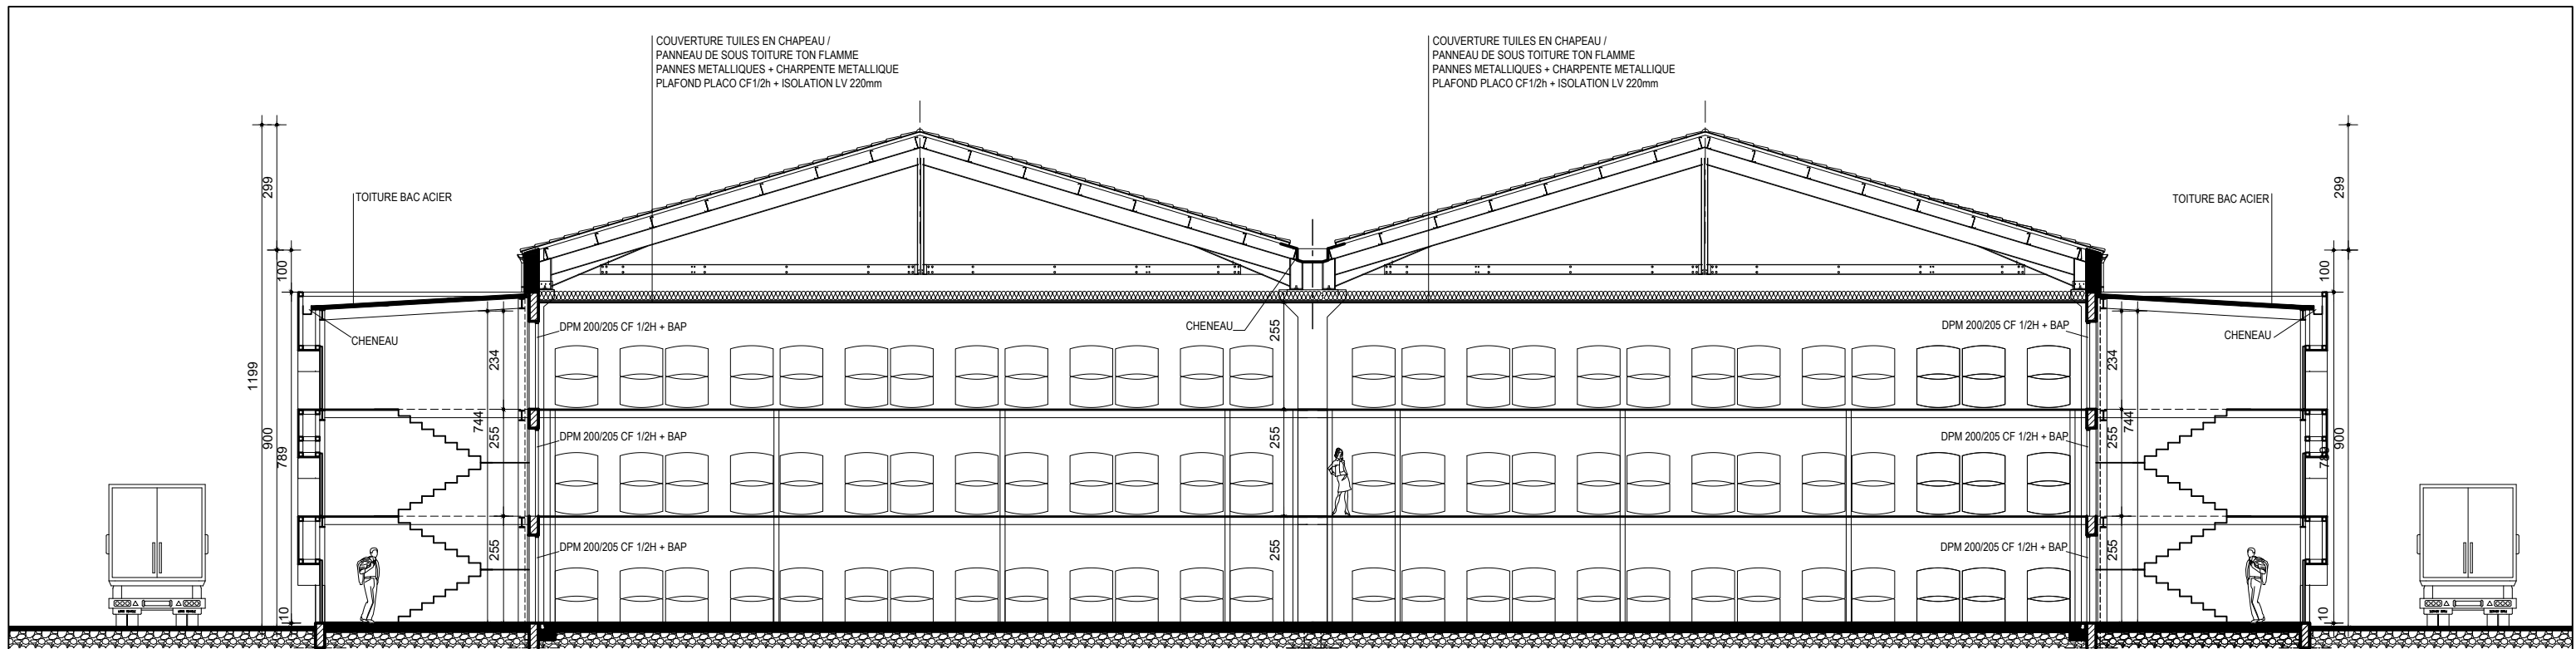 COUVERTURE TUILES EN CHAPEAU /
PANNEAU DE SOUS TOITURE TON FLAMME
PANNES METALLIQUES + CHARPENTE METALLIQUE
PLAFOND PLACO CF1/2h + ISOLATION LV 220mm
COUVERTURE TUILES EN CHAPEAU /
PANNEAU DE SOUS TOITURE TON FLAMME
PANNES METALLIQUES + CHARPENTE METALLIQUE
PLAFOND PLACO CF1/2h + ISOLATION LV 220mm
299
299
TOITURE BAC ACIER
TOITURE BAC ACIER
100
100
CHENEAU
DPM 200/205 CF 1/2H + BAP
CHENEAU
255
DPM 200/205 CF 1/2H + BAP
CHENEAU
1199
234
234
900
789
744
255
DPM 200/205 CF 1/2H + BAP
255
DPM 200/205 CF 1/2H + BAP
255
744
900
255
DPM 200/205 CF 1/2H + BAP
255
DPM 200/205 CF 1/2H + BAP
255
10
10